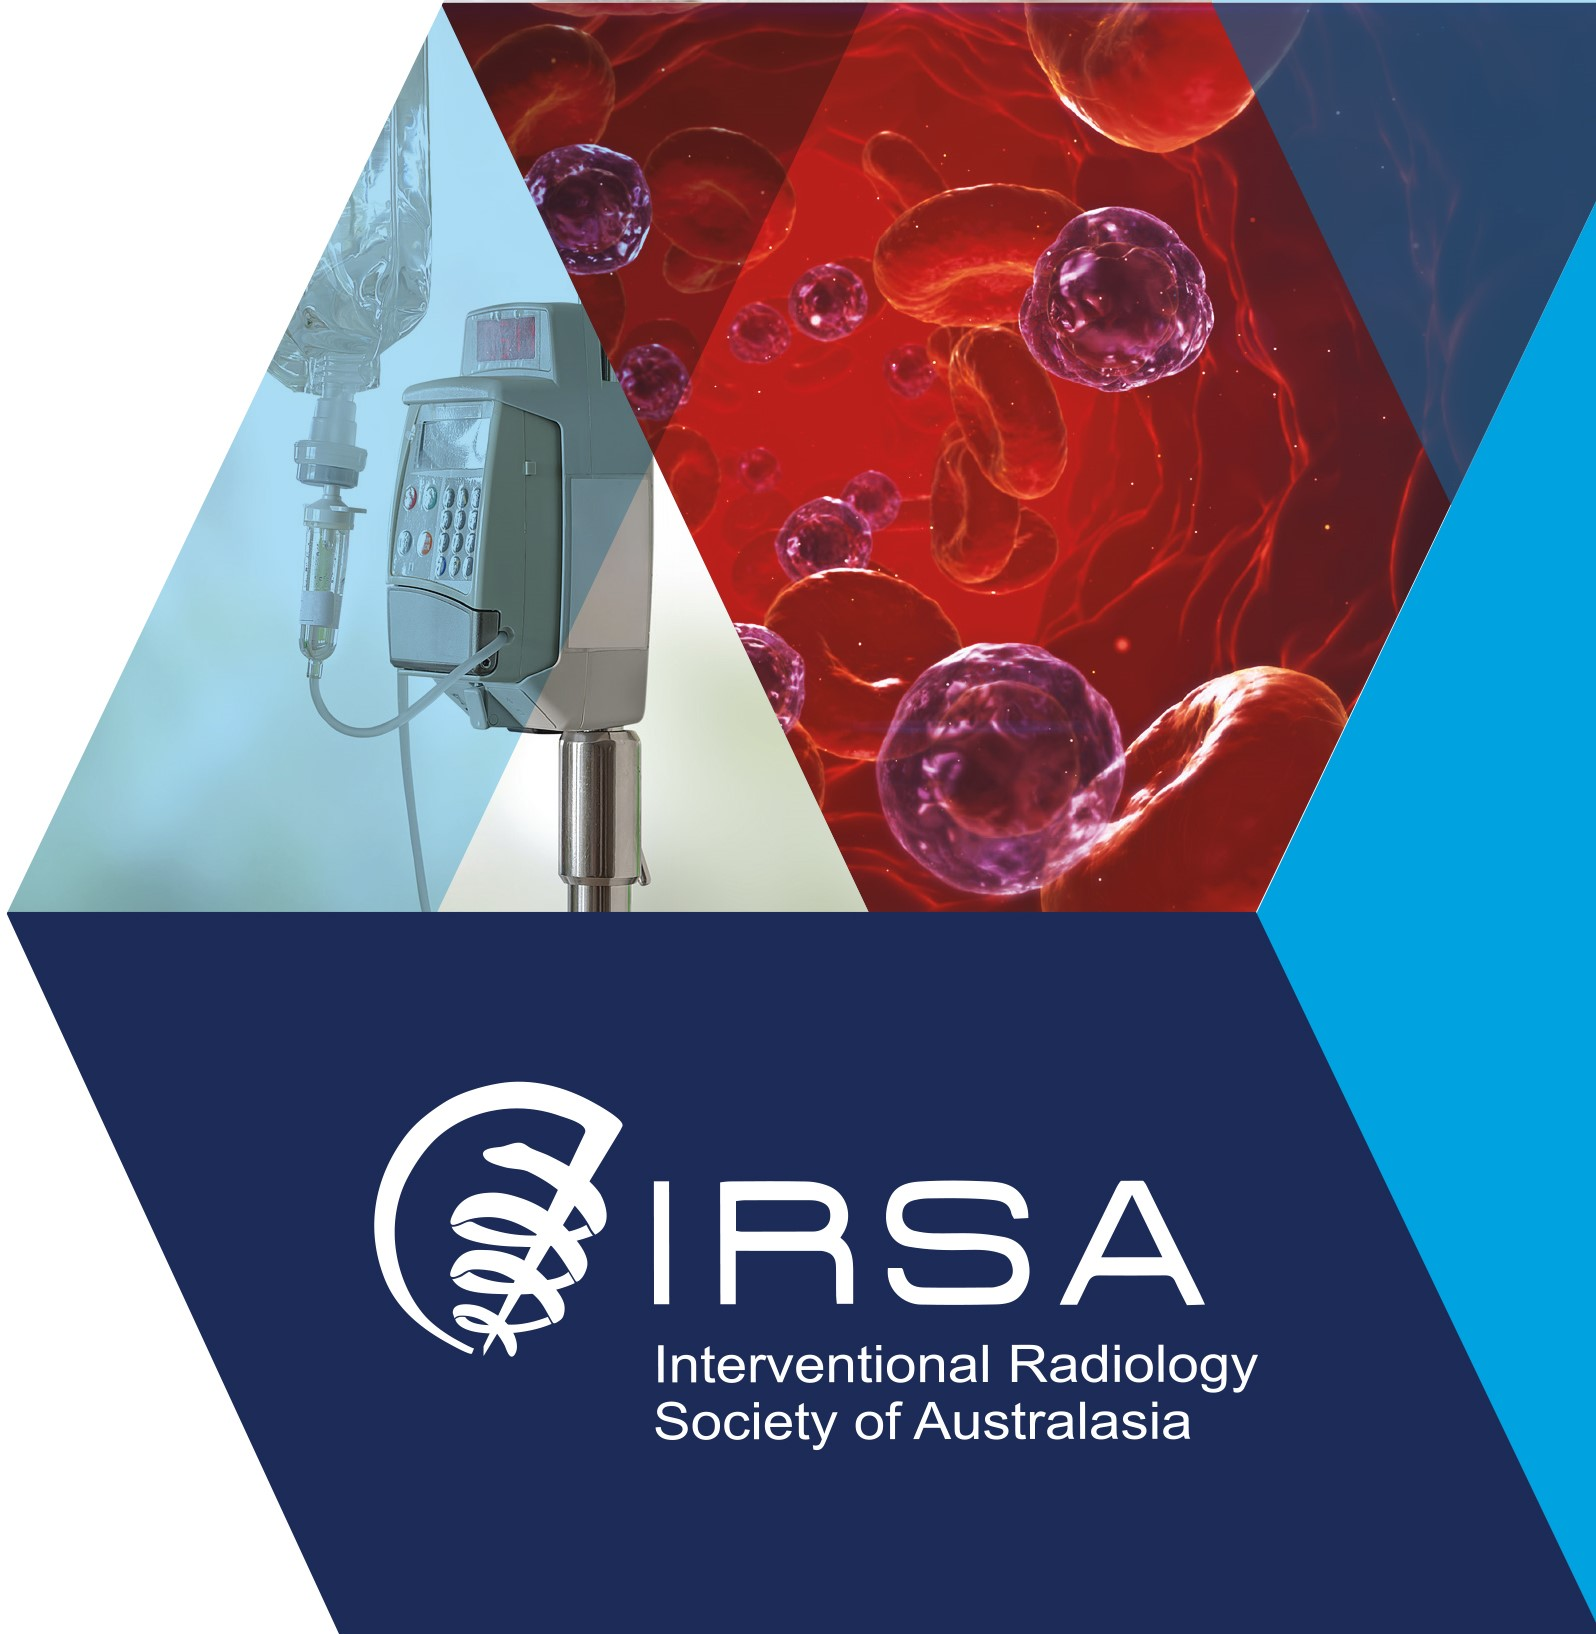 IRSA
Interventional Radiology
Society of Australasia